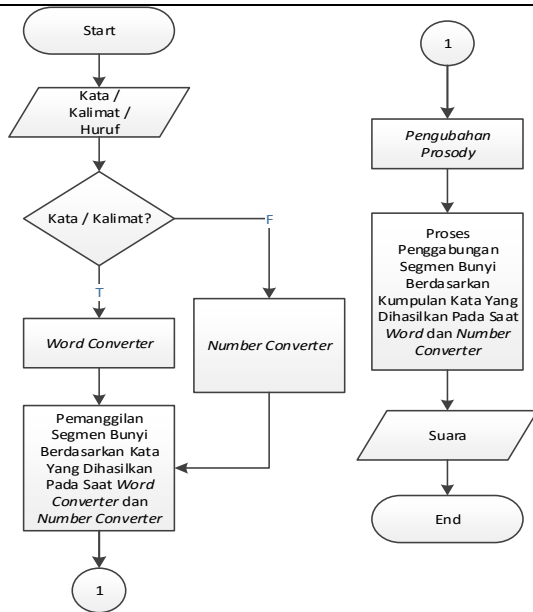 Start
Kata /
Kalimat /
Huruf
Kata / Kalimat?
F
T
Word Converter
Number Converter
Pemanggilan
Segmen Bunyi
Berdasarkan Kata
Yang Dihasilkan
Pada Saat Word
Converter dan
Number Converter
1
1
Pengubahan
Prosody
Proses
Penggabungan
Segmen Bunyi
Berdasarkan
Kumpulan Kata Yang
Dihasilkan Pada Saat
Word dan Number
Converter
Suara
End